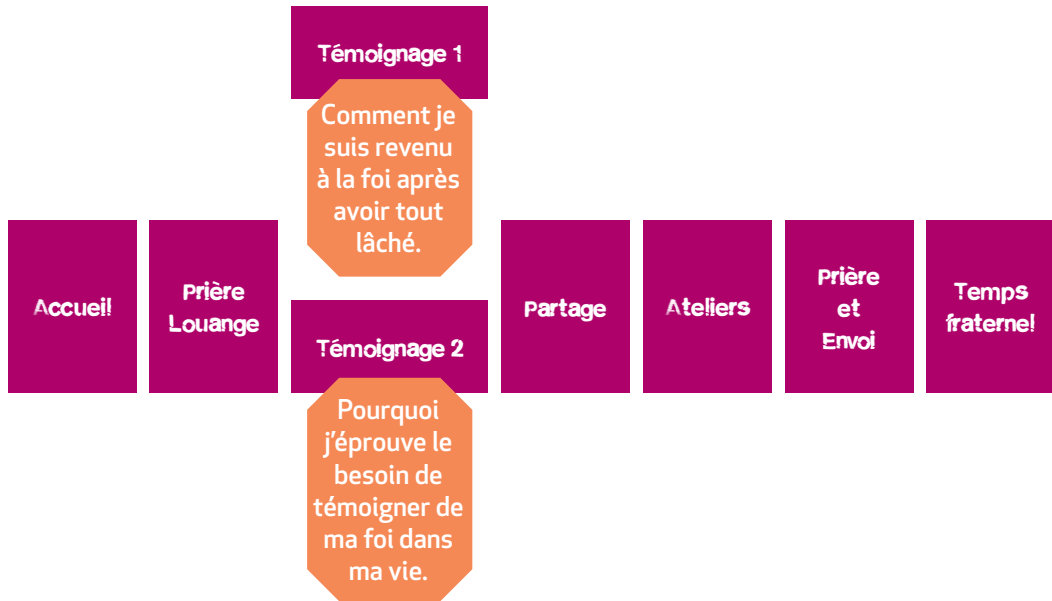 Témoignage 1
Comment je
suis revenu
à la foi après
avoir tout
lâché.
Accueil
Prière
Louange
Témoignage 2
Pourquoi
j'éprouve le
besoin de
témoigner de
ma foi dans
ma vie.
Partage
Ateliers
Prière
et
Envoi
Temps
fraternel